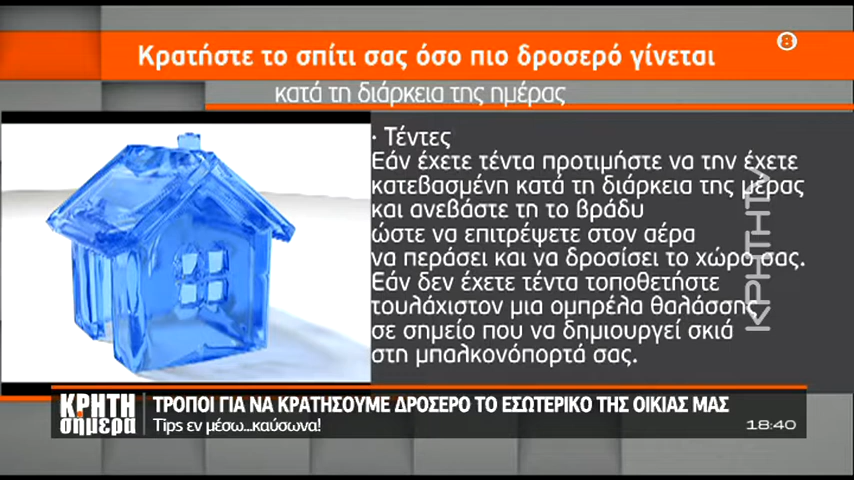 8
Κρατήστε το σπίτι σας όσο πιο δροσερό γίνεται
κατά τη διάρκεια της ημέρας
· Τέντες
Εάν έχετε τέντα προτιμήστε να την έχετε
κατεβασμένη κατά τη διάρκεια της μέρας
και ανεβάστε τη το βράδυ
ώστε να επιτρέψετε στον αέρα
να περάσει και να δροσίσει το χώρο σας.
Εάν δεν έχετε τέντα τοποθετήστε
τουλάχιστον μια ομπρέλα θαλάσσης
σε σημείο που να δημιουργεί σκιά
στη μπαλκονόπορτά σας.
ΚΡΗΤΗTV
ΚΡΗΤΗ
σήμερα
ΤΡΟΠΟΙ ΓΙΑ ΝΑ ΚΡΑΤΗΣΟΥΜΕ ΔΡΟΣΕΡΟ ΤΟ ΕΣΩΤΕΡΙΚΟ ΤΗΣ ΟΙΚΙΑΣ ΜΑΣ
Tips εν μέσω...καύσωνα!
18:40